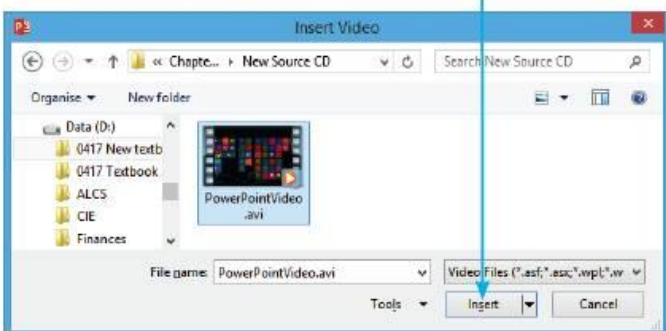 Insert Video
« Chapte... ▸ New Source CD
Search New Source CD
Organise New folder
Data (D:)
0417 New textb
0417 Textbook
ALCS
CIE
Finances
PowerPointVideo
.avi
File name: PowerPointVideo.avi
Video Files (*.asf;*.asx;*.wpl;*.w
Tools Insert Cancel